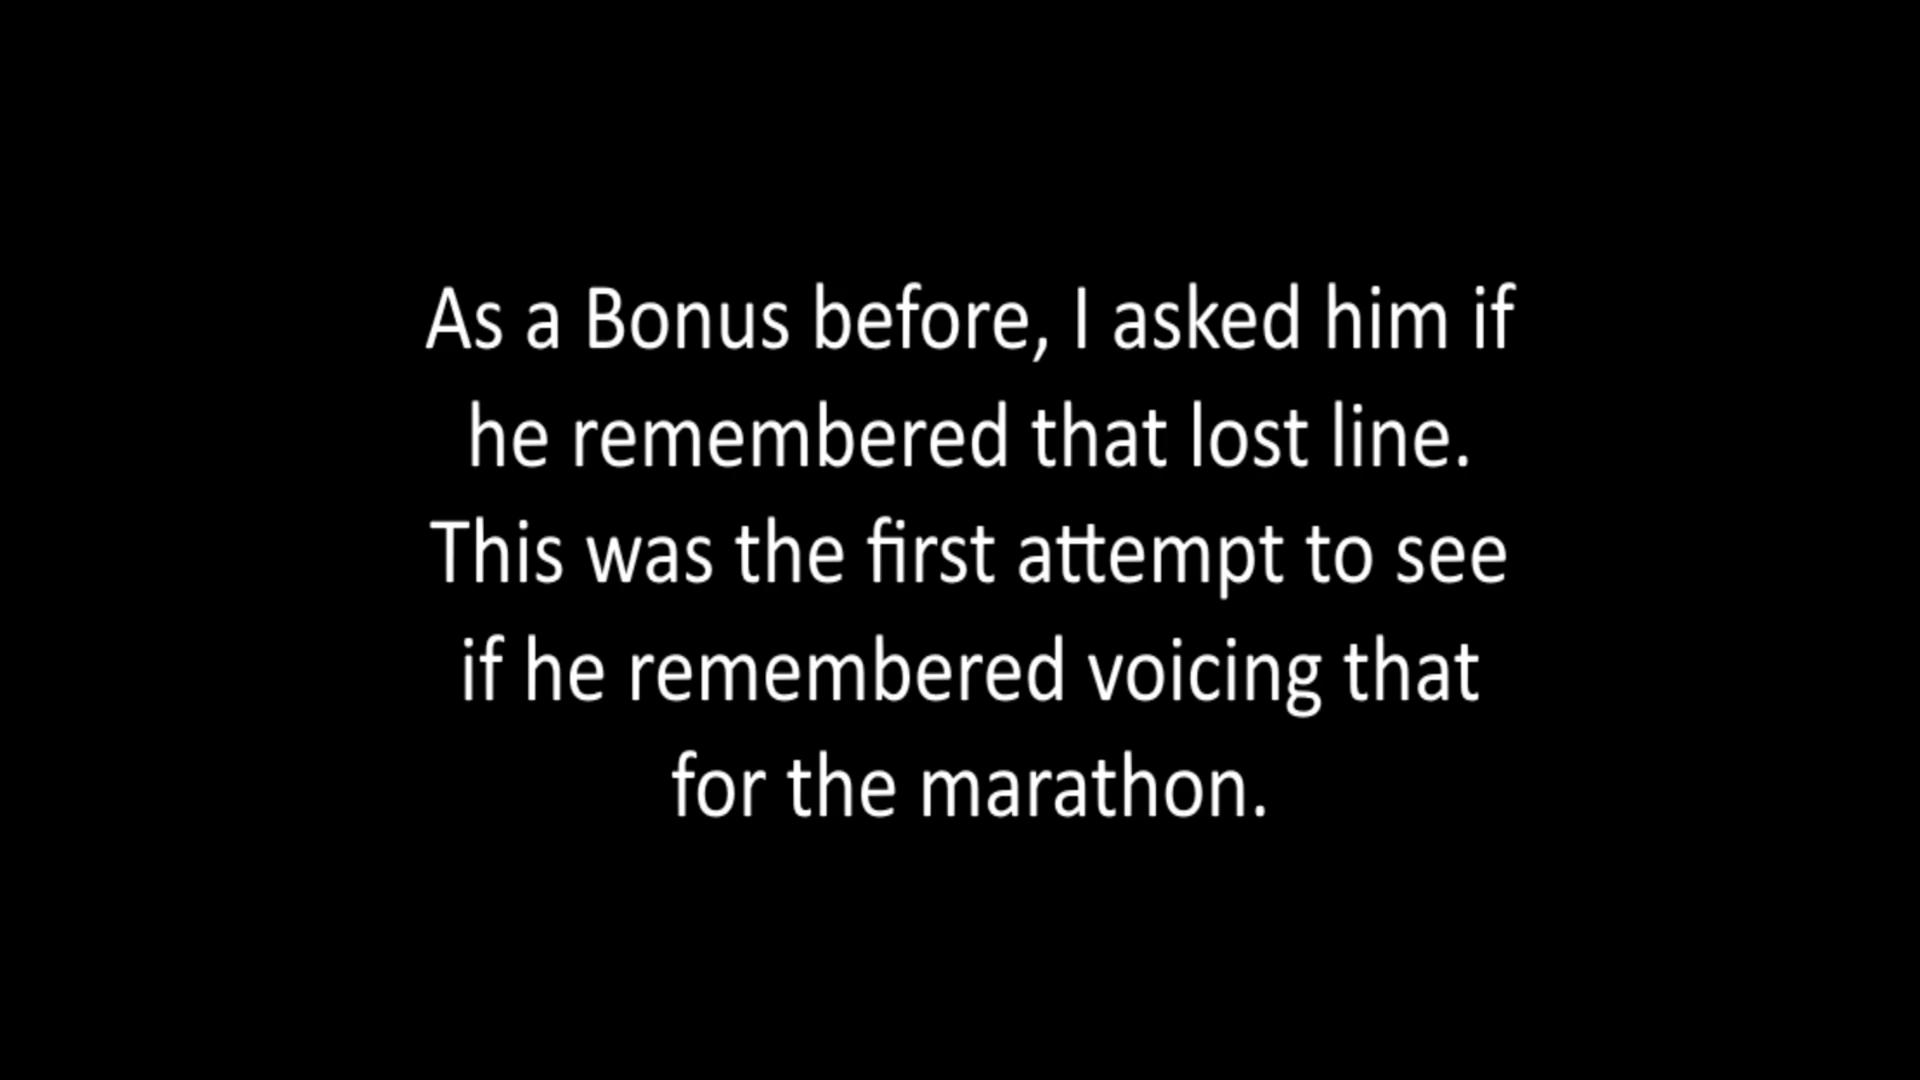 As a Bonus before, I asked him if
he remembered that lost line.
This was the first attempt to see
if he remembered voicing that
for the marathon.